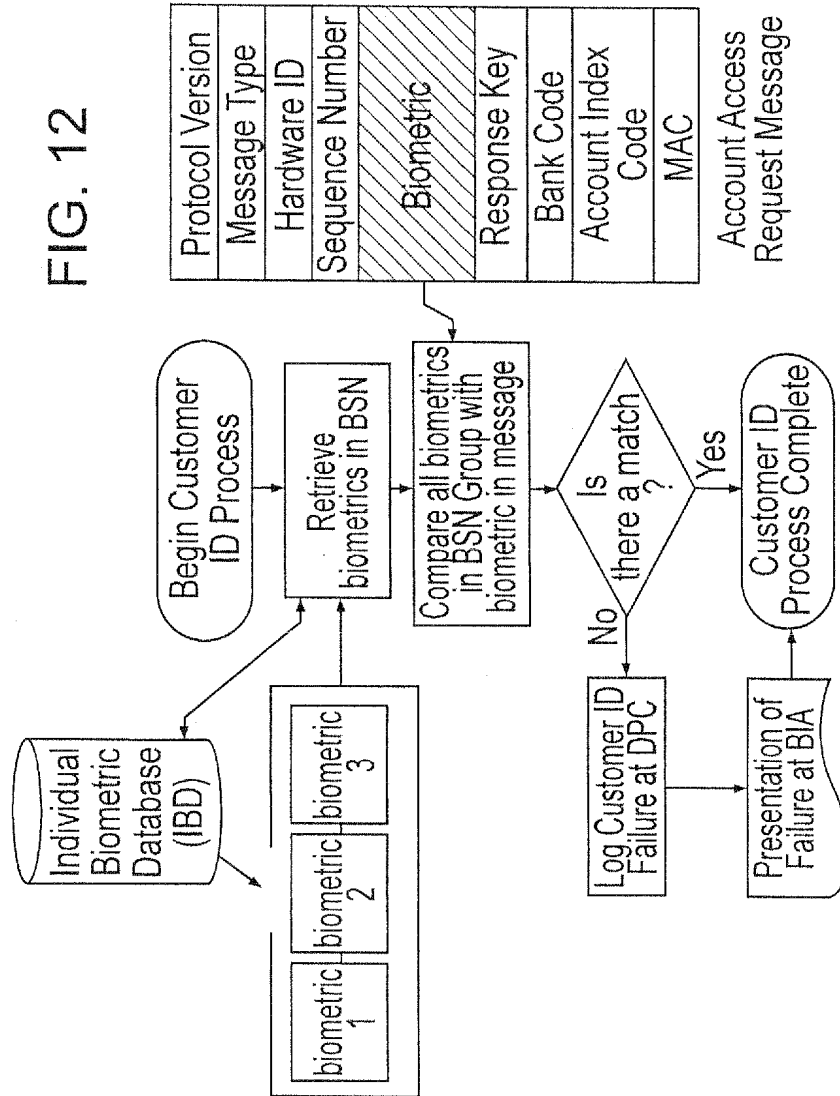 FIG. 12
Individual
Biometric
Database
(IBD)
biometric
1
biometric
2
biometric
3
Begin Customer
ID Process
Retrieve
biometrics in BSN
Compare all biometrics
in BSN Group with
biometric in message
Is
there a match
?
No
Yes
Log Customer ID
Failure at DPC
Presentation of
Failure at BIA
Customer ID
Process Complete
Protocol Version
Message Type
Hardware ID
Sequence Number
Biometric
Response Key
Bank Code
Account Index
Code
MAC
Account Access
Request Message